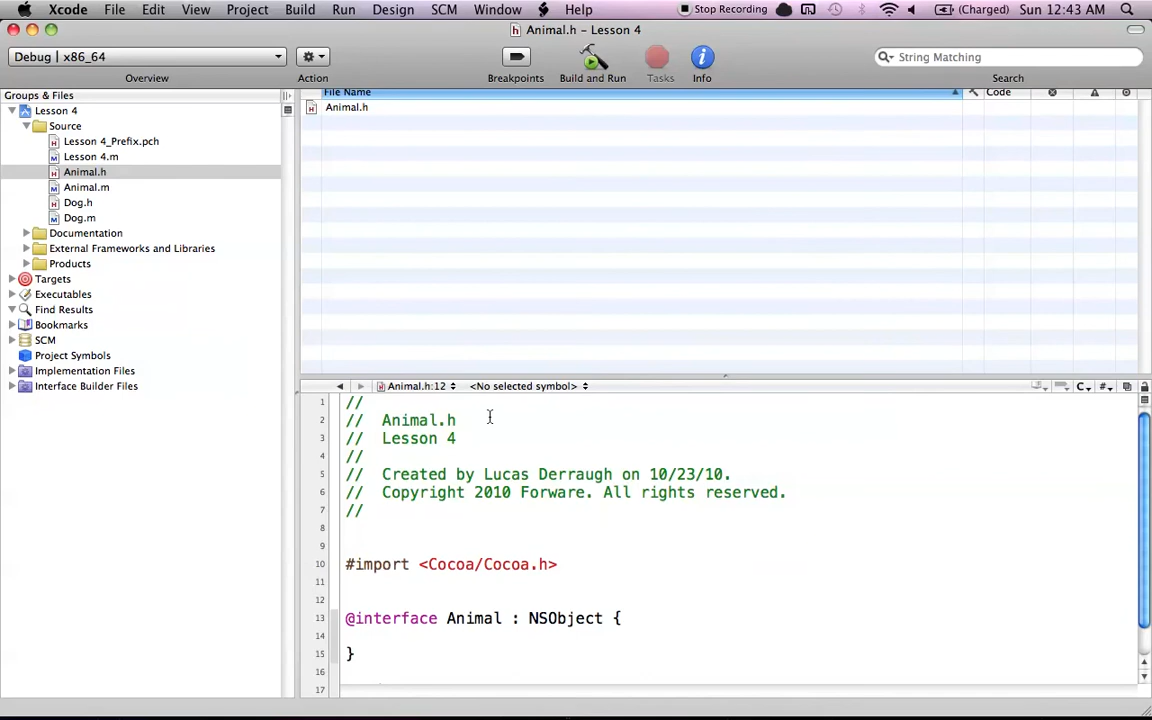 Xcode File Edit View Project Build Run Design SCM Window Help Stop Recording (Charged) Sun 12:43 AM
Animal.h – Lesson 4
Debug | x86_64 String Matching
Overview Action Breakpoints Build and Run Tasks Info Search
Groups & Files File Name Code
Lesson 4 Animal.h
Source
Lesson 4_Prefix.pch
Lesson 4.m
Animal.h
Animal.m
Dog.h
Dog.m
Documentation
External Frameworks and Libraries
Products
Targets
Executables
Find Results
Bookmarks
SCM
Project Symbols
Implementation Files
Interface Builder Files
Animal.h:12 <No selected symbol> C #
1 //
2 // Animal.h
3 // Lesson 4
4 //
5 // Created by Lucas Derraugh on 10/23/10.
6 // Copyright 2010 Forware. All rights reserved.
7 //
8
9
10 #import <Cocoa/Cocoa.h>
11
12
13 @interface Animal : NSObject {
14
15 }
16
17